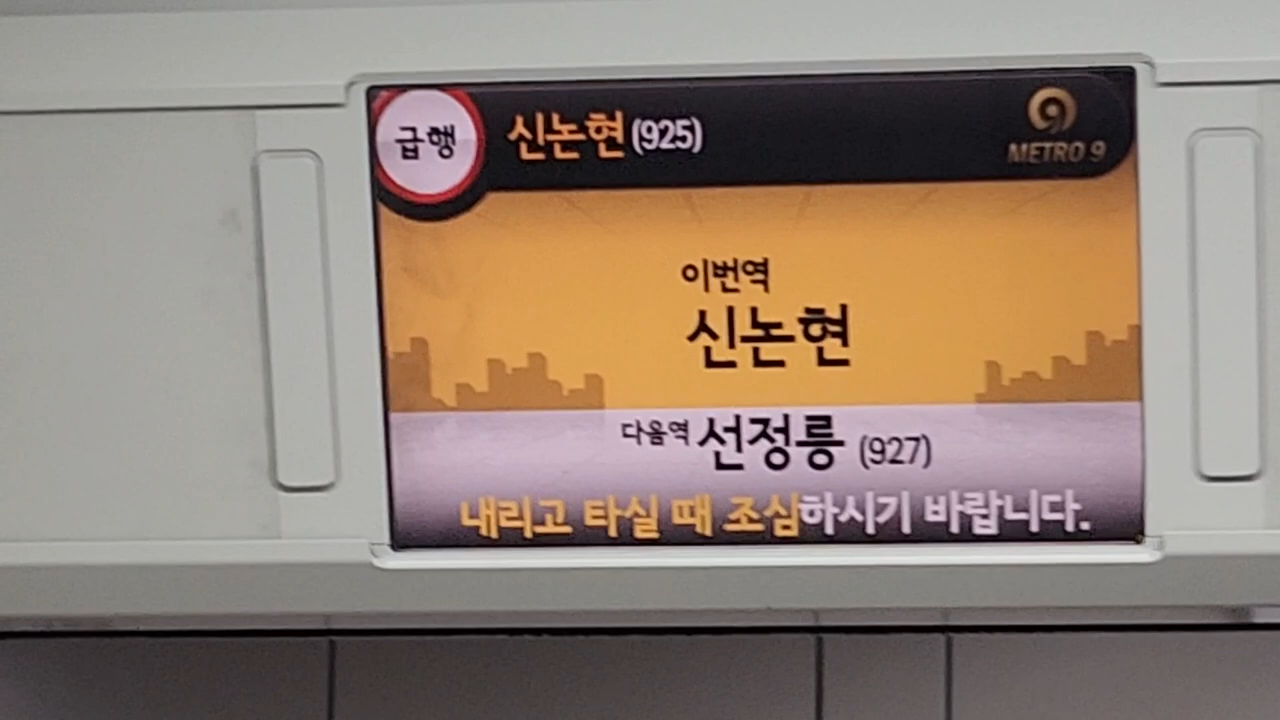 급행 신논현 (925)
METRO 9
이번역
신논현
다음역 선정릉 (927)
내리고 타실 때 조심하시기 바랍니다.